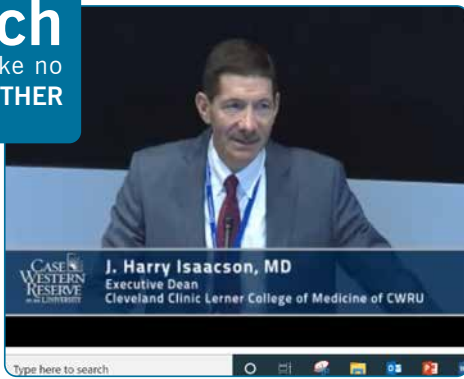 ch
ke no
THER
CASE
WESTERN
RESERVE
UNIVERSITY
J. Harry Isaacson, MD
Executive Dean
Cleveland Clinic Lerner College of Medicine of CWRU
Type here to search